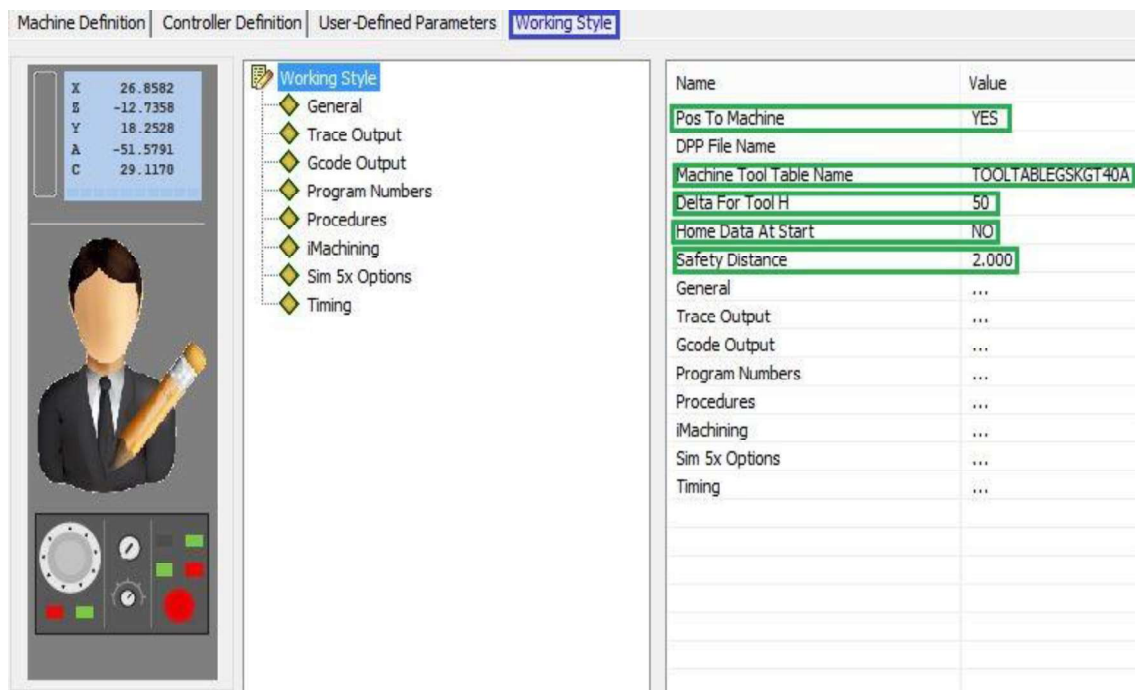 Machine Definition Controller Definition User-Defined Parameters Working Style
X 26.8582
Z -12.7358
Y 18.2528
A -51.5791
C 29.1170
Working Style
General
Trace Output
Gcode Output
Program Numbers
Procedures
iMachining
Sim 5x Options
Timing
Name Value
Pos To Machine YES
DPP File Name
Machine Tool Table Name TOOLTABLEGSKGT40A
Delta For Tool H 50
Home Data At Start NO
Safety Distance 2.000
General ...
Trace Output ...
Gcode Output ...
Program Numbers ...
Procedures ...
iMachining ...
Sim 5x Options ...
Timing ...